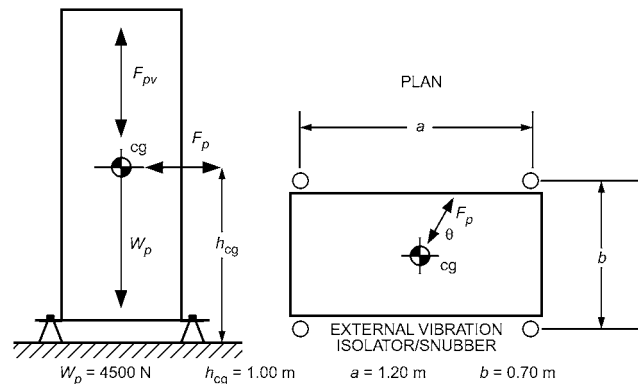 F_pv
cg
F_p
W_p
h_cg
PLAN
a
F_p
θ
cg
b
EXTERNAL VIBRATION
ISOLATOR/SNUBBER
W_p = 4500 N h_cg = 1.00 m a = 1.20 m b = 0.70 m